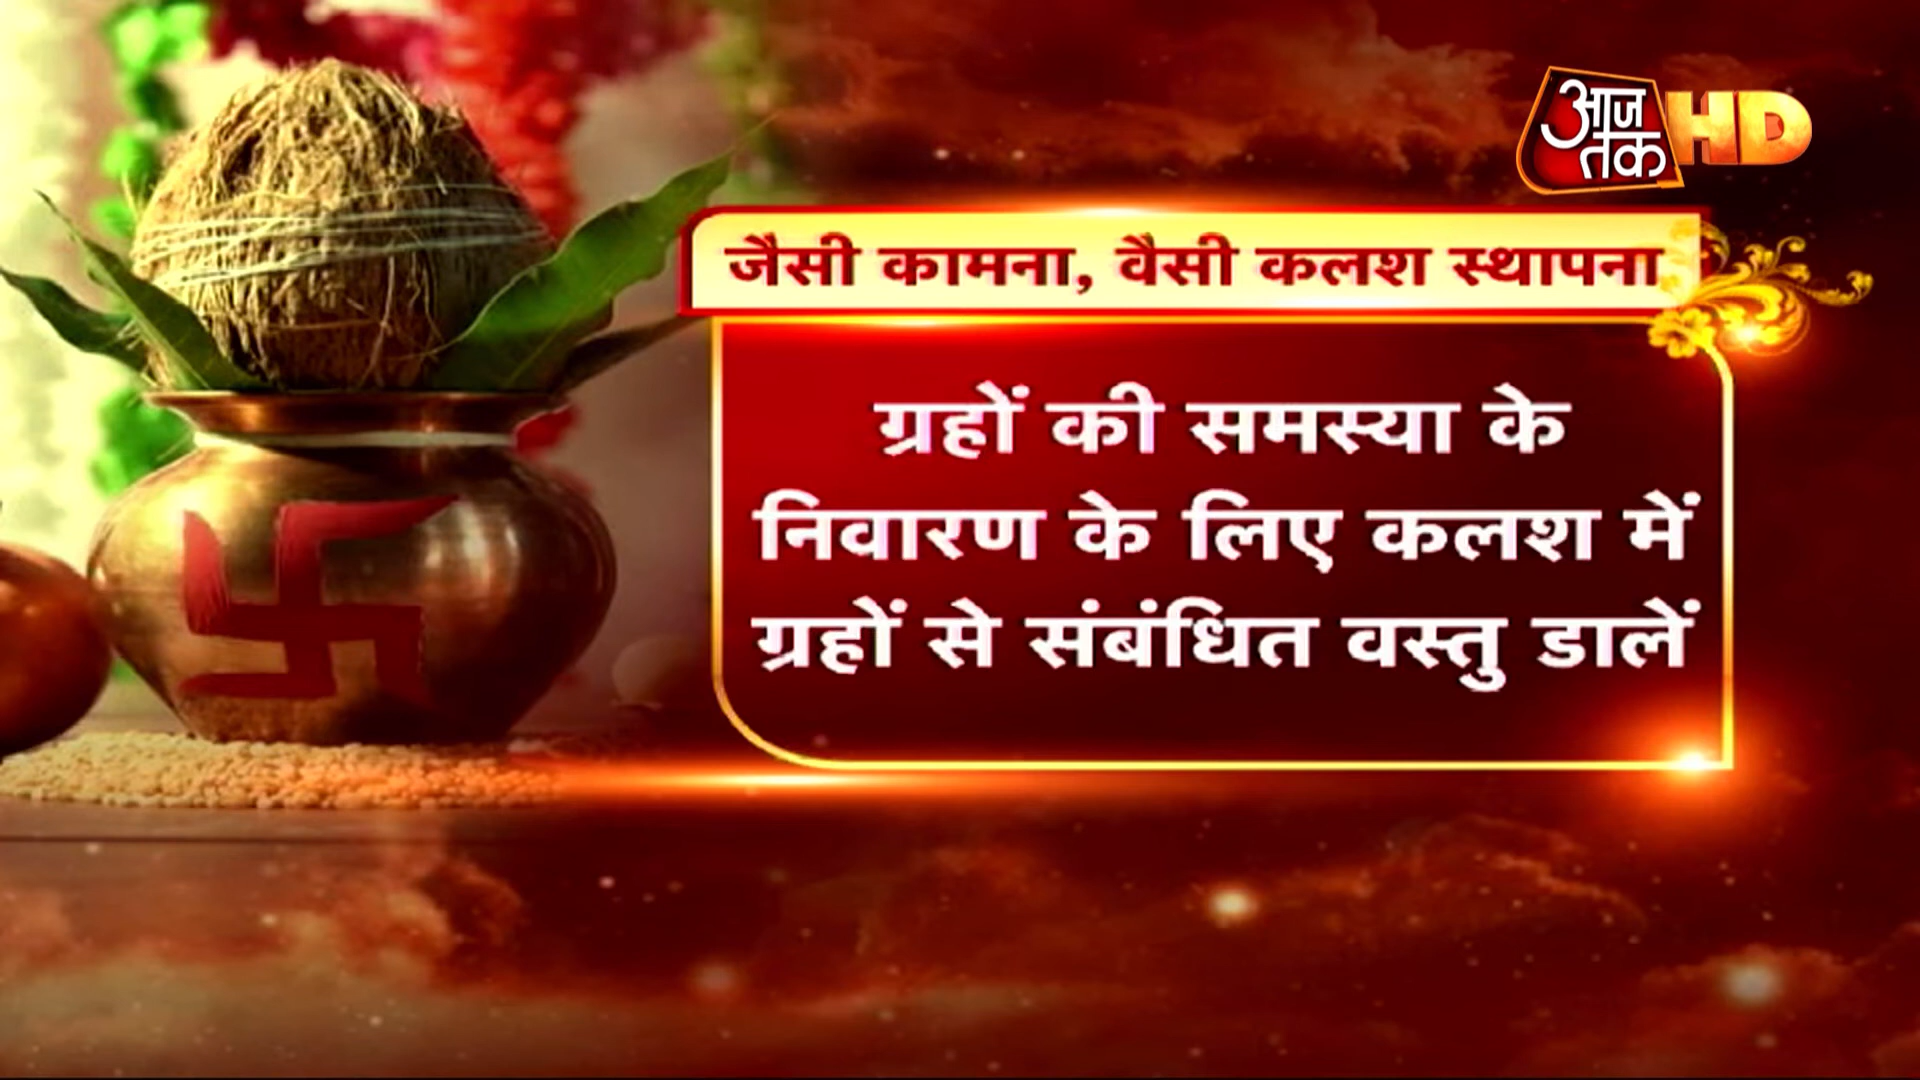 आज
तक HD
जैसी कामना, वैसी कलश स्थापना
ग्रहों की समस्या के
निवारण के लिए कलश में
ग्रहों से संबंधित वस्तु डालें